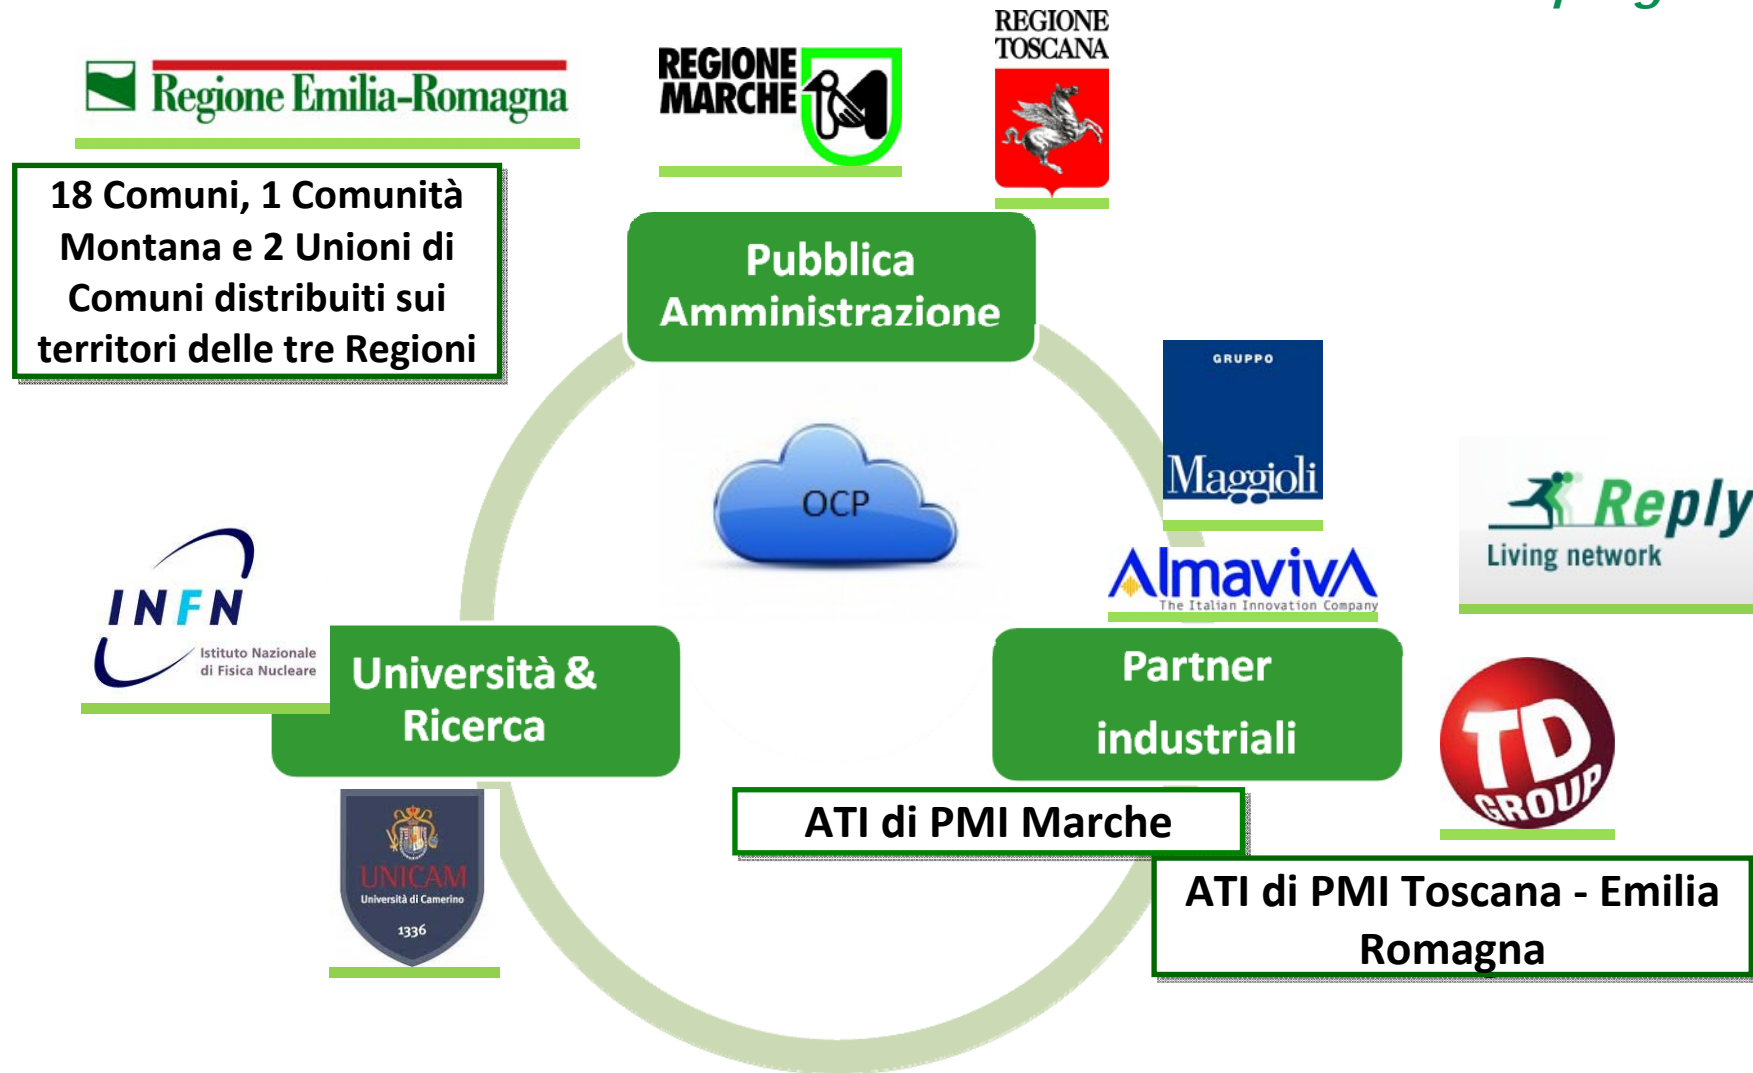 REGIONE
TOSCANA
Regione Emilia-Romagna
REGIONE
MARCHE
18 Comuni, 1 Comunità
Montana e 2 Unioni di
Comuni distribuiti sui
territori delle tre Regioni
Pubblica
Amministrazione
GRUPPO
Maggioli
OCP
Reply
Living network
AlmavivA
The Italian Innovation Company
INFN
Istituto Nazionale
di Fisica Nucleare
Università &
Ricerca
Partner
industriali
TD
GROUP
ATI di PMI Marche
UNICAM
Università di Camerino
1336
ATI di PMI Toscana - Emilia
Romagna